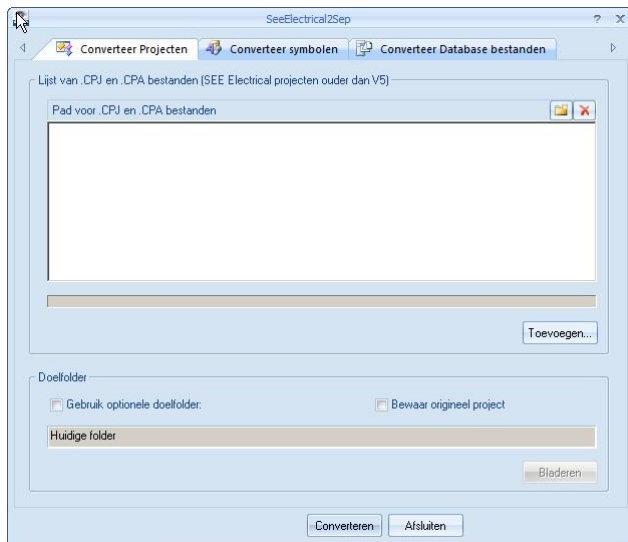 SeeElectrical2Sep
Converteer Projecten
Converteer symbolen
Converteer Database bestanden
Lijst van .CPJ en .CPA bestanden (SEE Electrical projecten ouder dan V5)
Pad voor .CPJ en .CPA bestanden
Toevoegen...
Doelfolder
Gebruik optionele doelfolder:
Bewaar origineel project
Huidige folder
Bladeren
Converteren
Afsluiten